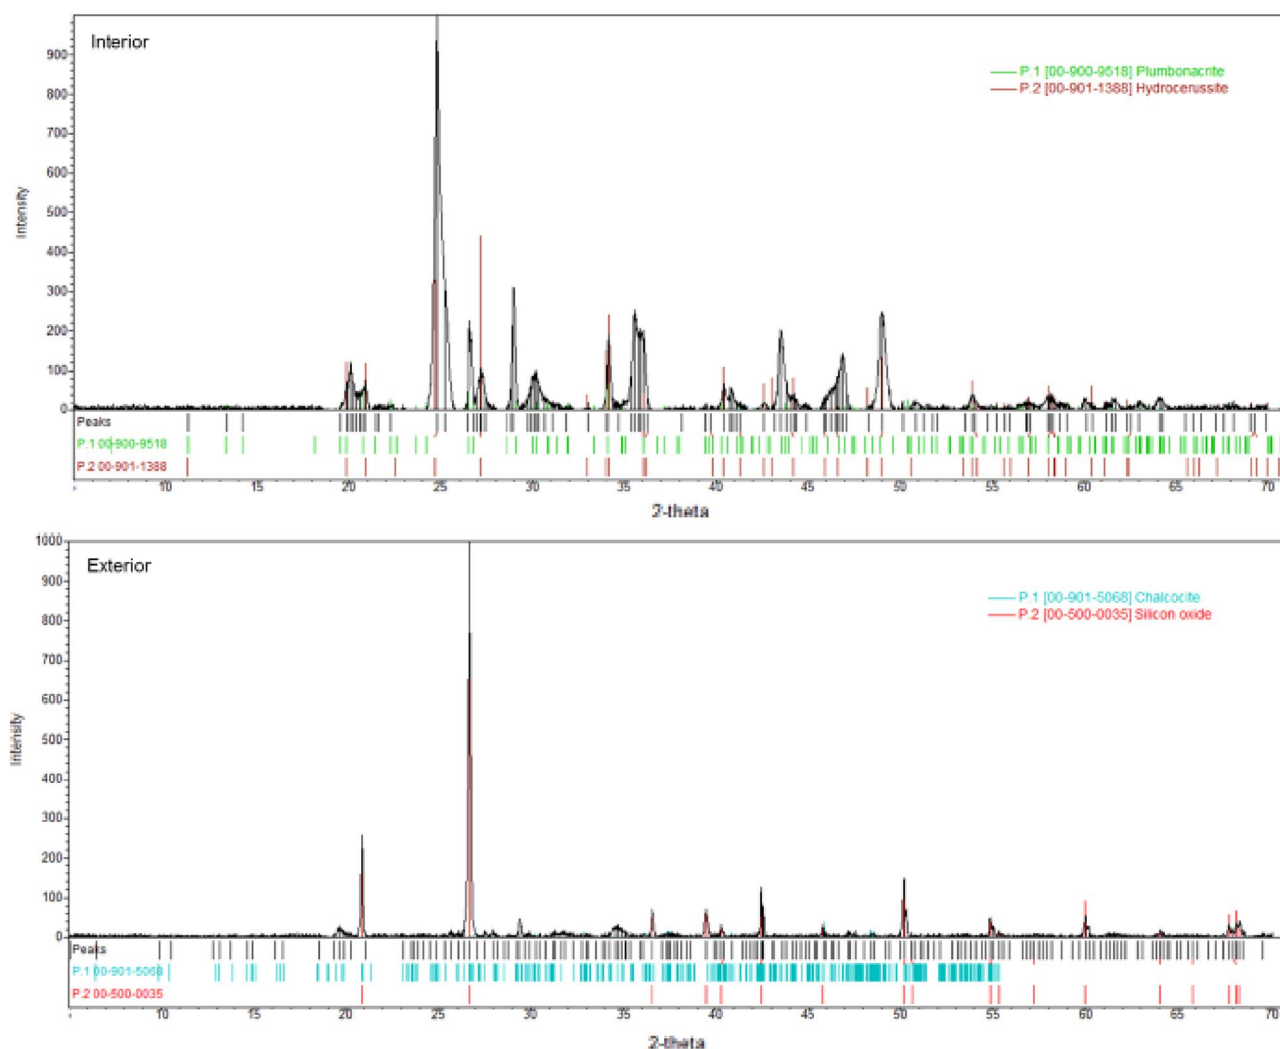 Interior
P.1 [00-900-9518] Plumbonacrite
P.2 [00-901-1388] Hydrocerussite
900
800
700
600
500
400
300
200
100
0
Intensity
Peaks
P.1 00-900-9518
P.2 00-901-1388
10 15 20 25 30 35 40 45 50 55 60 65 70
2-theta
Exterior
P.1 [00-901-5068] Chalcocite
P.2 [00-500-0035] Silicon oxide
1000
900
800
700
600
500
400
300
200
100
0
Intensity
Peaks
P.1 00-901-5068
P.2 00-500-0035
10 15 20 25 30 35 40 45 50 55 60 65 70
2-theta